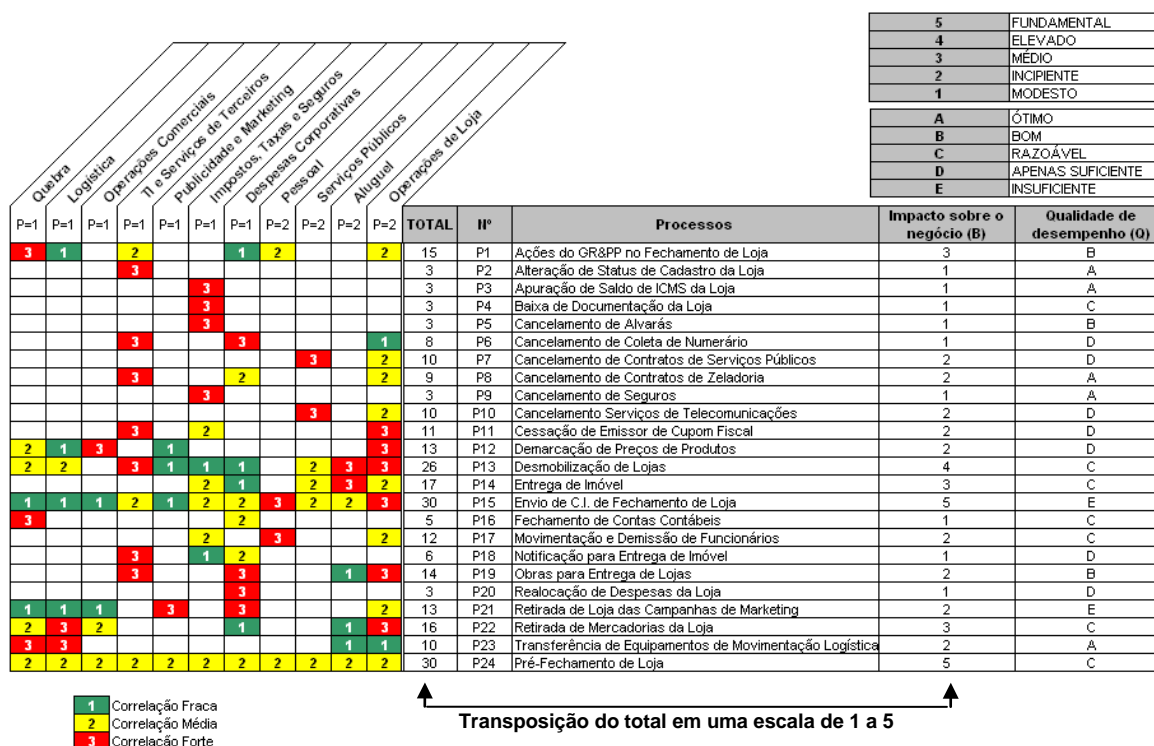 5 FUNDAMENTAL
4 ELEVADO
3 MÉDIO
2 INCIPIENTE
1 MODESTO
A ÓTIMO
B BOM
C RAZOÁVEL
D APENAS SUFICIENTE
E INSUFICIENTE
Quebra
Logística
Operações Comerciais
TI e Serviços de Terceiros
Publicidade e Marketing
Impostos, Taxas e Seguros
Despesas Corporativas
Pessoal
Serviços Públicos
Aluguel
Operações de Loja
P=1 P=1 P=1 P=1 P=1 P=1 P=1 P=2 P=2 P=2 P=2 TOTAL Nº Processos Impacto sobre o negócio (B) Qualidade de desempenho (Q)
3 1 2 1 2 2 15 P1 Ações do GR&PP no Fechamento de Loja 3 B
3 3 P2 Alteração de Status de Cadastro da Loja 1 A
3 3 P3 Apuração de Saldo de ICMS da Loja 1 A
3 3 P4 Baixa de Documentação da Loja 1 C
3 3 P5 Cancelamento de Alvarás 1 B
3 3 1 8 P6 Cancelamento de Coleta de Numerário 1 D
3 2 10 P7 Cancelamento de Contratos de Serviços Públicos 2 D
3 2 2 9 P8 Cancelamento de Contratos de Zeladoria 2 A
3 3 P9 Cancelamento de Seguros 1 A
3 2 10 P10 Cancelamento Serviços de Telecomunicações 2 D
3 2 3 11 P11 Cessação de Emissor de Cupom Fiscal 2 D
2 1 3 1 3 13 P12 Demarcação de Preços de Produtos 2 D
2 2 3 1 1 1 2 3 3 26 P13 Desmobilização de Lojas 4 C
2 1 2 3 2 17 P14 Entrega de Imóvel 3 C
1 1 1 2 1 2 2 3 2 2 3 30 P15 Envio de C.I. de Fechamento de Loja 5 E
3 2 5 P16 Fechamento de Contas Contábeis 1 C
2 3 2 12 P17 Movimentação e Demissão de Funcionários 2 C
3 1 2 6 P18 Notificação para Entrega de Imóvel 1 D
3 3 1 3 14 P19 Obras para Entrega de Lojas 2 B
3 3 P20 Realocação de Despesas da Loja 1 D
1 1 1 3 3 2 13 P21 Retirada de Loja das Campanhas de Marketing 2 E
2 3 2 1 1 3 16 P22 Retirada de Mercadorias da Loja 3 C
3 3 1 1 10 P23 Transferência de Equipamentos de Movimentação Logística 2 A
2 2 2 2 2 2 2 2 2 2 2 30 P24 Pré-Fechamento de Loja 5 C
1 Correlação Fraca
2 Correlação Média
3 Correlação Forte
Transposição do total em uma escala de 1 a 5